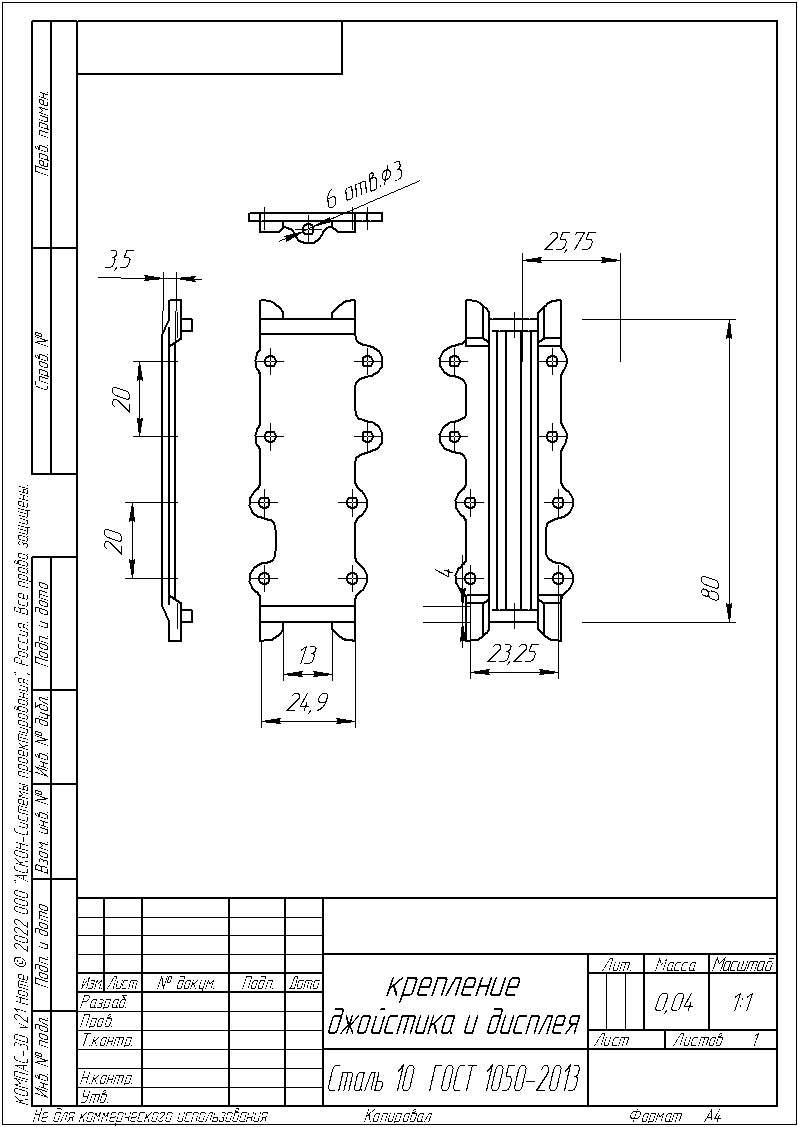 Перв. примен.
Справ. №
Подп. и дата
Инв. № дубл.
Взам. инв. №
Подп. и дата
Инв. № подл.
КОМПАС-3D v21 Home © 2022 ООО "АСКОН-Системы проектирования", Россия. Все права защищены.
6 отв.ϕ3
3,5
25,75
20
20
4
80
13
23,25
24,9
Изм. Лист № докум. Подп. Дата
Разраб.
Пров.
Т.контр.
Н.контр.
Утв.
крепление
джойстика и дисплея
Сталь 10 ГОСТ 1050-2013
Лит. Масса Масштаб
0,04 1:1
Лист Листов 1
Не для коммерческого использования Копировал Формат А4